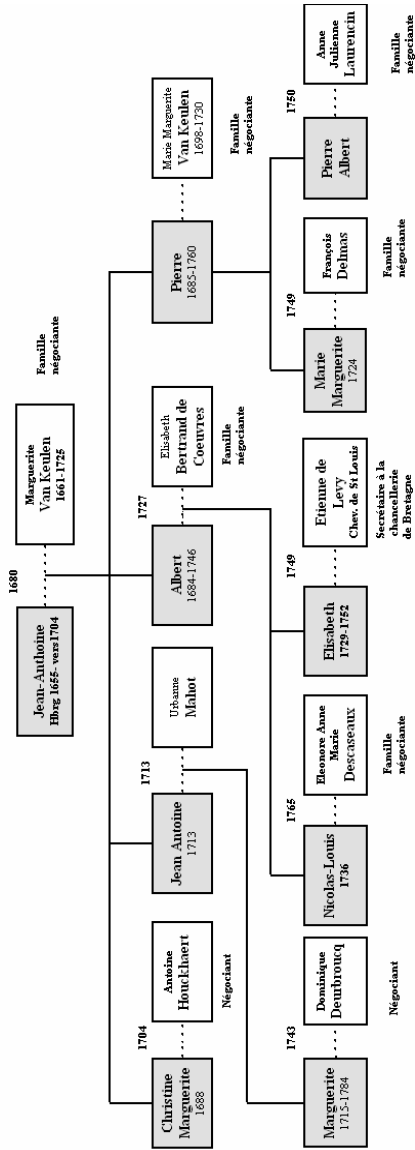 1680
Jean-Anthoine
Hbrg 1655- vers1704
Marguerite
Van Keulen
1661-1725
Famille
négociante
1704
Christine
Marguerite
1688
Antoine
Houckhaert
Négociant
1713
Jean Antoine
1713
Urbanne
Mahot
1727
Albert
1684-1746
Elisabeth
Bertrand de
Coeuvres
Famille
négociante
Pierre
1685-1760
Marie Marguerite
Van Keulen
1698-1730
Famille
négociante
1743
Marguerite
1715-1784
Dominique
Deurbroucq
Négociant
1765
Nicolas-Louis
1736
Eleonore Anne
Marie
Descaseaux
Famille
négociante
1749
Elisabeth
1729-1752
Etienne de
Levy
Chev. de St Louis
Secrétaire à la
chancellerie
de Bretagne
1749
Marie
Marguerite
1724
François
Delmas
Famille
négociante
1750
Pierre
Albert
Anne
Julienne
Laurencin
Famille
négociante